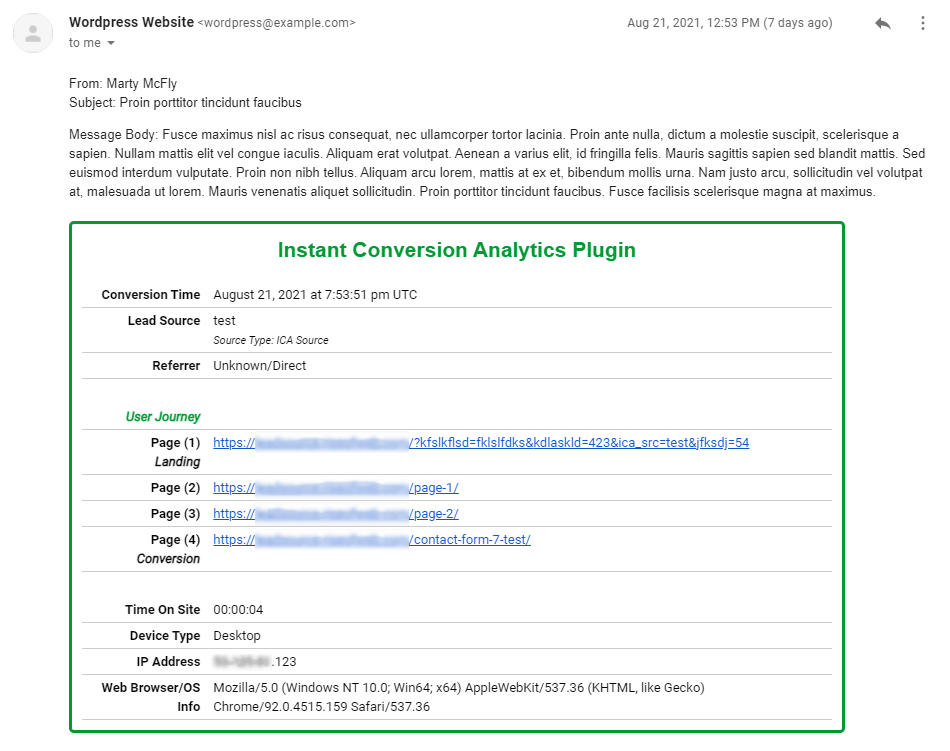 Wordpress Website <wordpress@example.com>
Aug 21, 2021, 12:53 PM (7 days ago)
to me
From: Marty McFly
Subject: Proin porttitor tincidunt faucibus
Message Body: Fusce maximus nisl ac risus consequat, nec ullamcorper tortor lacinia. Proin ante nulla, dictum a molestie suscipit, scelerisque a
sapien. Nullam mattis elit vel congue iaculis. Aliquam erat volutpat. Aenean a varius elit, id fringilla felis. Mauris sagittis sapien sed blandit mattis. Sed
euismod interdum vulputate. Proin non nibh tellus. Aliquam arcu lorem, mattis at ex et, bibendum mollis urna. Nam justo arcu, sollicitudin vel volutpat
at, malesuada ut lorem. Mauris venenatis aliquet sollicitudin. Proin porttitor tincidunt faucibus. Fusce facilisis scelerisque magna at maximus.
Instant Conversion Analytics Plugin
Conversion Time August 21, 2021 at 7:53:51 pm UTC
Lead Source test
Source Type: ICA Source
Referrer Unknown/Direct
User Journey
Page (1) https:// /?kfslkflsd=fklslfdks&kdlaskld=423&ica_src=test&jfksdj=54
Landing
Page (2) https:// /page-1/
Page (3) https:// /page-2/
Page (4) https:// /contact-form-7-test/
Conversion
Time On Site 00:00:04
Device Type Desktop
IP Address .123
Web Browser/OS Mozilla/5.0 (Windows NT 10.0; Win64; x64) AppleWebKit/537.36 (KHTML, like Gecko)
Info Chrome/92.0.4515.159 Safari/537.36